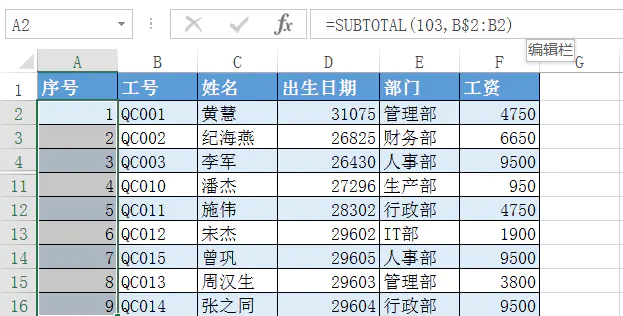 A2 =SUBTOTAL(103,B$2:B2)
编辑栏
A B C D E F G
1 序号 工号 姓名 出生日期 部门 工资
2 1 QC001 黄慧 31075 管理部 4750
3 2 QC002 纪海燕 26825 财务部 6650
4 3 QC003 李军 26430 人事部 9500
11 4 QC010 潘杰 27296 生产部 950
12 5 QC011 施伟 28302 行政部 4750
13 6 QC012 宋杰 29602 IT部 1900
14 7 QC015 曾巩 29605 人事部 9500
15 8 QC013 周汉生 29603 管理部 3800
16 9 QC014 张之同 29604 行政部 9500